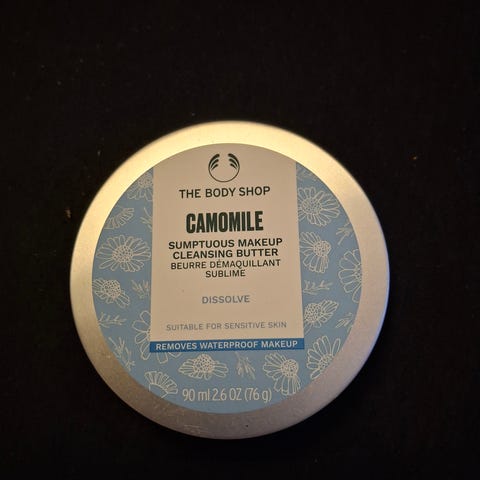 THE BODY SHOP
CAMOMILE
SUMPTUOUS MAKEUP
CLEANSING BUTTER
BEURRE DÉMAQUILLANT
SUBLIME
DISSOLVE
SUITABLE FOR SENSITIVE SKIN
REMOVES WATERPROOF MAKEUP
90 ml 2.6 OZ (76 g)